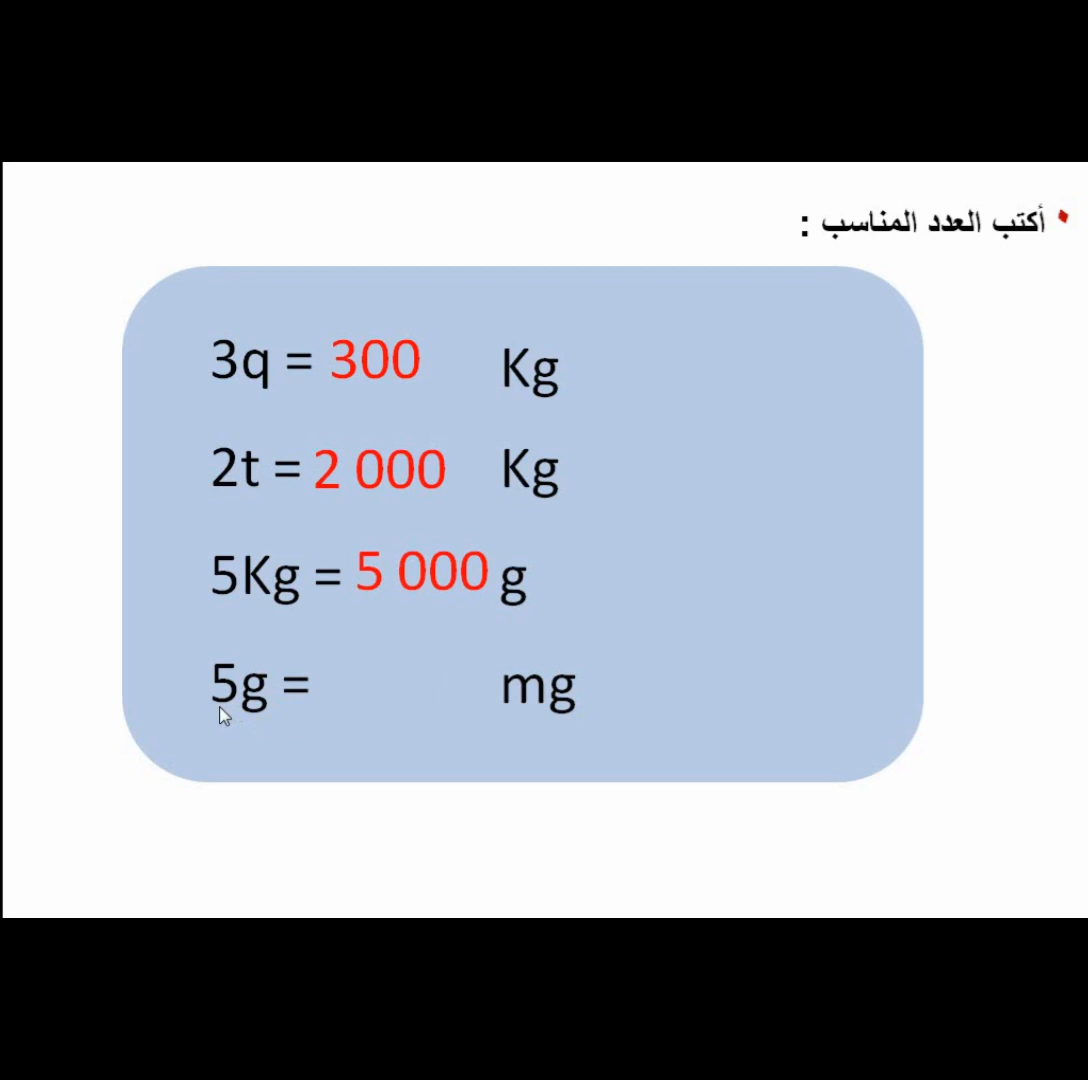 أكتب العدد المناسب :
3q = 300 Kg
2t = 2 000 Kg
5Kg = 5 000 g
5g = mg